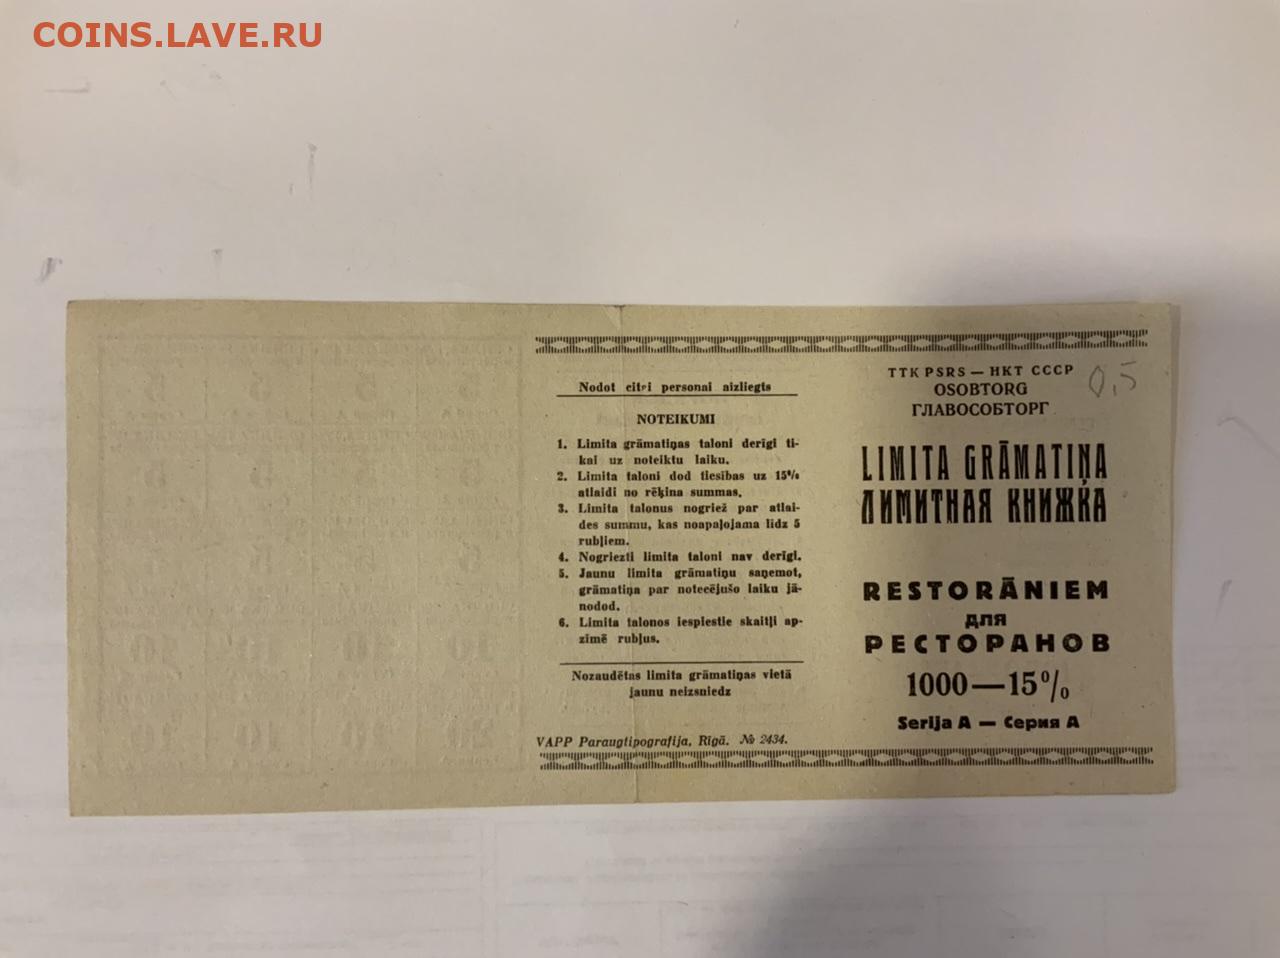 COINS.LAVE.RU
Nodot citai personai aizliegts
NOTEIKUMI
1. Limita grāmatiņas taloni derīgi ti-
kai uz noteiktu laiku.
2. Limita taloni dod tiesības uz 15%
atlaidi no rēķina summas.
3. Limita talonus nogriež par atlai-
des summu, kas noapaļojama līdz 5
rubļiem.
4. Nogriezti limita taloni nav derīgi.
5. Jaunu limita grāmatiņu saņemot,
grāmatiņa par notecējušo laiku jā-
nodod.
6. Limita talonos iespiestie skaitļi ap-
zīmē rubļus.
Nozaudētas limita grāmatiņas vietā
jaunu neizsniedz
VAPP Paraugtipografija, Rīgā. № 2434.
TTK PSRS — НКТ СССР
OSOBTORG
ГЛАВОСОБТОРГ
0,5
LIMITA GRĀMATIŅA
ЛИМИТНАЯ КНИЖКА
RESTORĀNIEM
для
РЕСТОРАНОВ
1000—15%
Serija A — Серия А